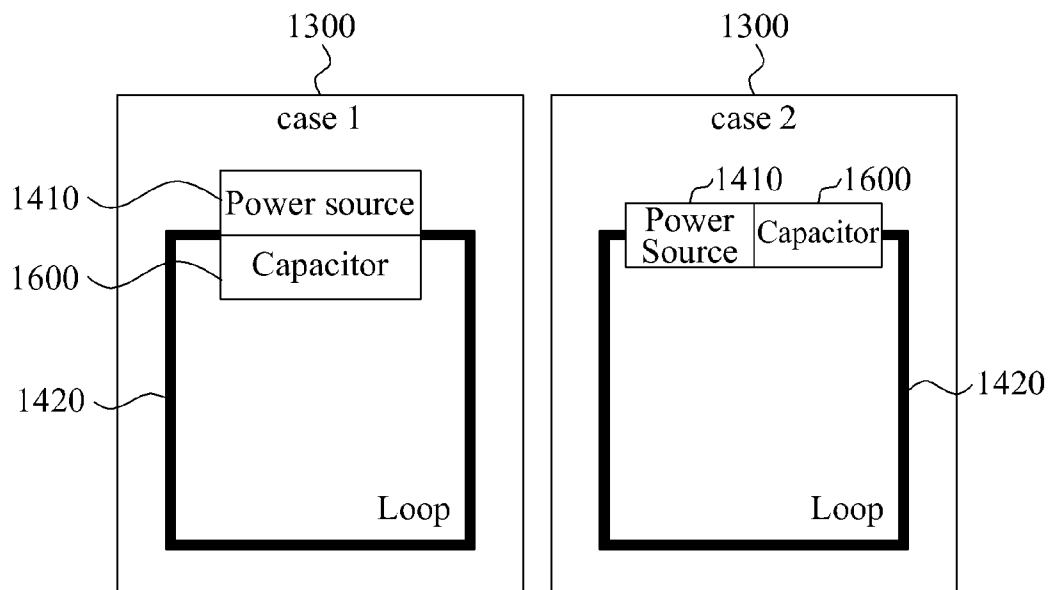 1300
case 1
1410
Power source
Capacitor
1600
1420
Loop
1300
case 2
1410
1600
Power
Source
Capacitor
1420
Loop